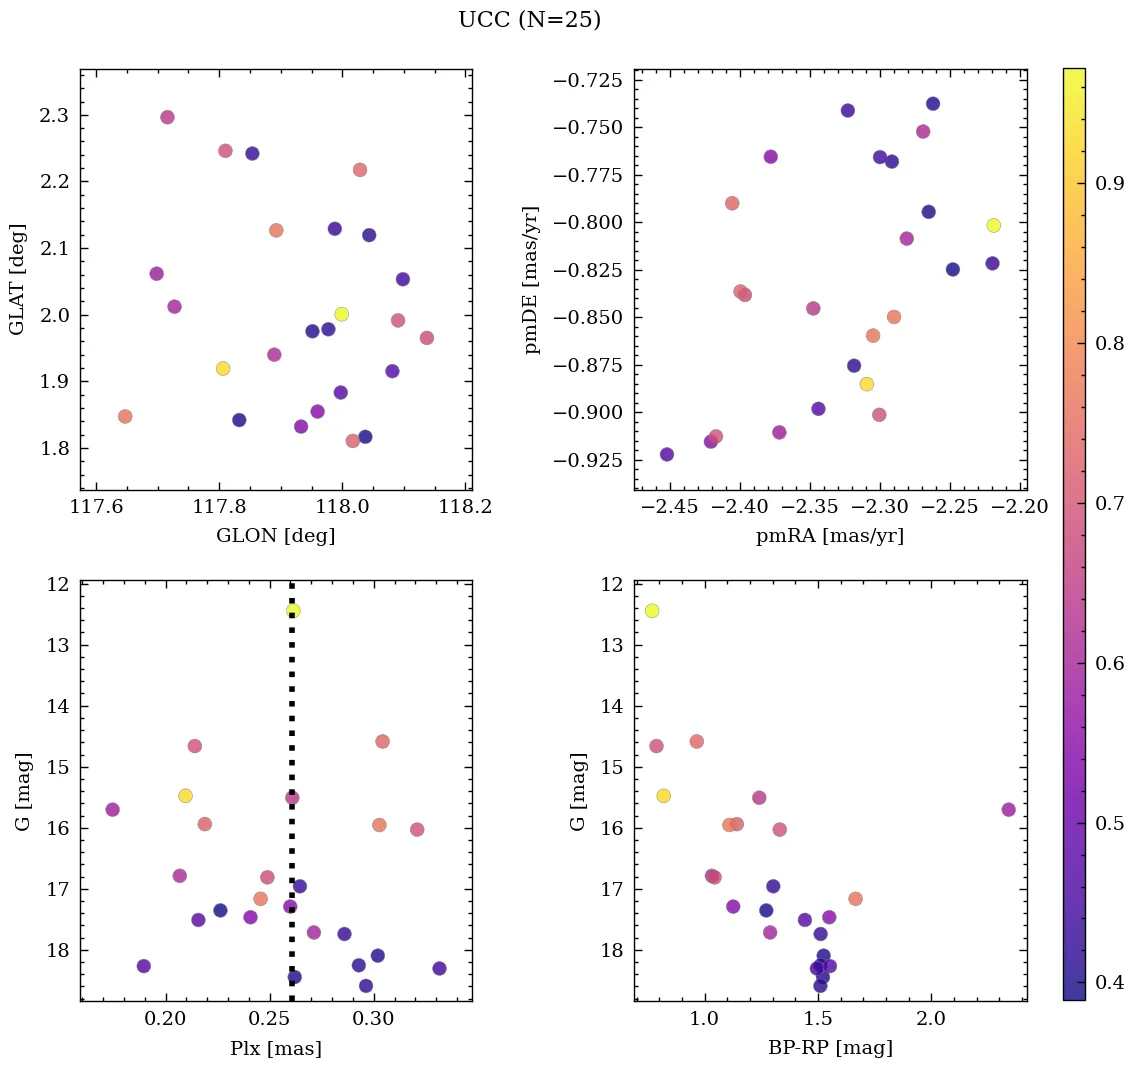 UCC (N=25)
2.3
2.2
2.1
2.0
1.9
1.8
GLAT [deg]
117.6 117.8 118.0 118.2
GLON [deg]
−0.725
−0.750
−0.775
−0.800
−0.825
−0.850
−0.875
−0.900
−0.925
pmDE [mas/yr]
−2.45 −2.40 −2.35 −2.30 −2.25 −2.20
pmRA [mas/yr]
12
13
14
15
16
17
18
G [mag]
0.20 0.25 0.30
Plx [mas]
G [mag]
12
13
14
15
16
17
18
1.0 1.5 2.0
BP-RP [mag]
0.9
0.8
0.7
0.6
0.5
0.4